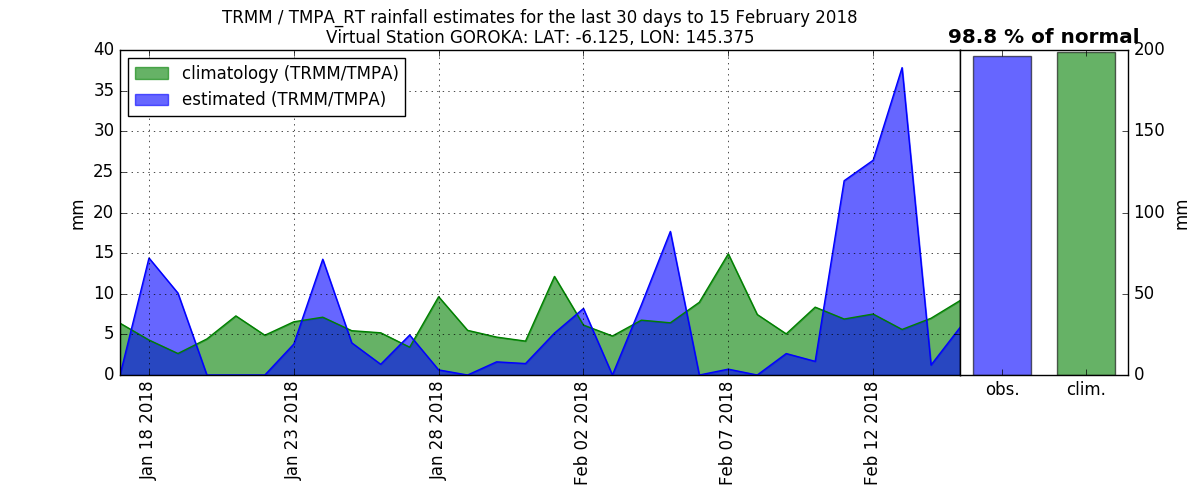 TRMM / TMPA_RT rainfall estimates for the last 30 days to 15 February 2018
Virtual Station GOROKA: LAT: -6.125, LON: 145.375
98.8 % of normal
climatology (TRMM/TMPA)
estimated (TRMM/TMPA)
40
35
30
25
20
15
10
5
0
mm
200
150
100
50
0
mm
Jan 18 2018
Jan 23 2018
Jan 28 2018
Feb 02 2018
Feb 07 2018
Feb 12 2018
obs.
clim.